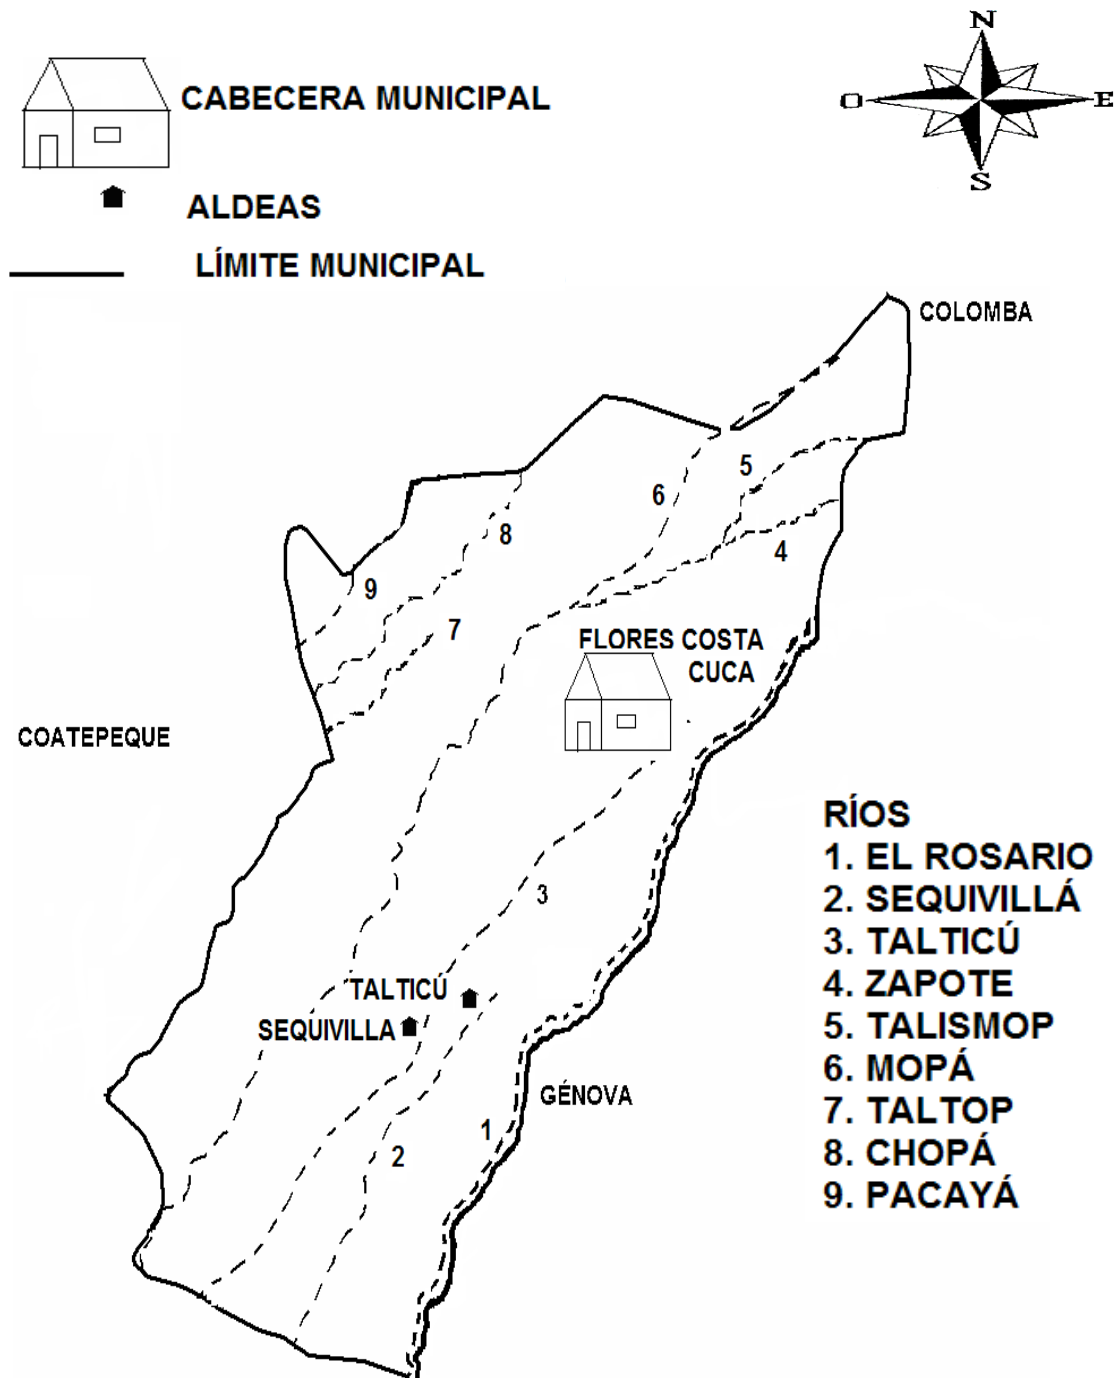 N
O
E
S
CABECERA MUNICIPAL
ALDEAS
LÍMITE MUNICIPAL
COLOMBA
5
6
8
4
9
7
FLORES COSTA
CUCA
COATEPEQUE
3
TALTICÚ
SEQUIVILLA
GÉNOVA
1
2
RÍOS
1. EL ROSARIO
2. SEQUIVILLÁ
3. TALTICÚ
4. ZAPOTE
5. TALISMOP
6. MOPÁ
7. TALTOP
8. CHOPÁ
9. PACAYÁ